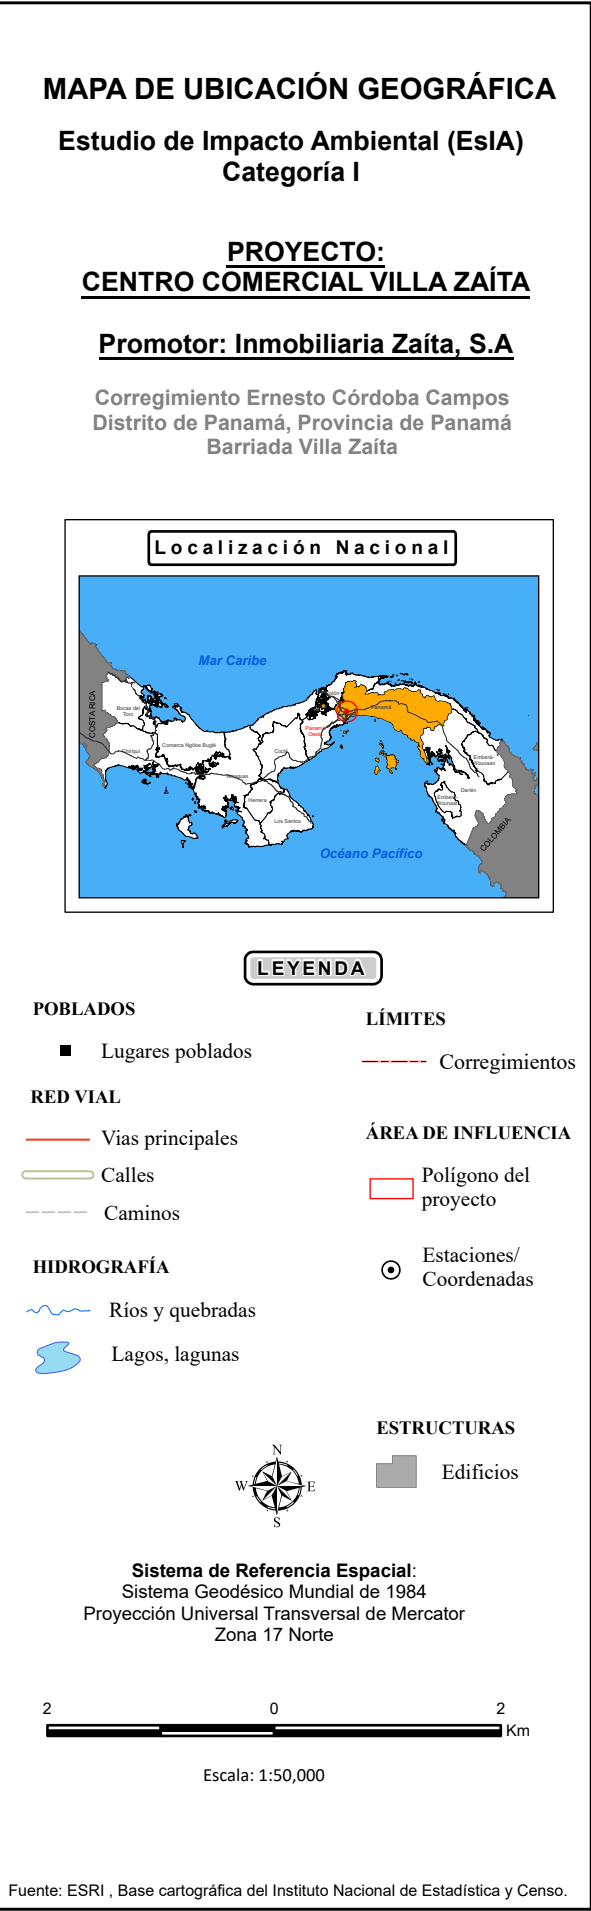 MAPA DE UBICACIÓN GEOGRÁFICA
Estudio de Impacto Ambiental (EsIA)
Categoría I
PROYECTO:
CENTRO COMERCIAL VILLA ZAÍTA
Promotor: Inmobiliaria Zaíta, S.A
Corregimiento Ernesto Córdoba Campos
Distrito de Panamá, Provincia de Panamá
Barriada Villa Zaíta
Localización Nacional
Mar Caribe
COSTA RICA
Bocas del
Toro
Chiriquí
Comarca Ngöbe Buglé
Herrera
Los Santos
Coclé
Panamá
Oeste
Panamá
Emberá-
Wounaan
Darién
Emberá-
Wounaan
COLOMBIA
Océano Pacífico
LEYENDA
POBLADOS
Lugares poblados
RED VIAL
Vias principales
Calles
Caminos
HIDROGRAFÍA
Ríos y quebradas
Lagos, lagunas
LÍMITES
Corregimientos
ÁREA DE INFLUENCIA
Polígono del
proyecto
Estaciones/
Coordenadas
ESTRUCTURAS
Edificios
N
W
E
S
Sistema de Referencia Espacial:
Sistema Geodésico Mundial de 1984
Proyección Universal Transversal de Mercator
Zona 17 Norte
2 0 2
Km
Escala: 1:50,000
Fuente: ESRI , Base cartográfica del Instituto Nacional de Estadística y Censo.